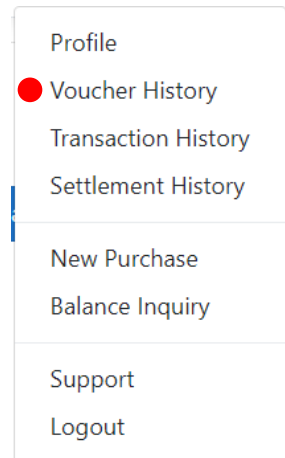 Profile
Voucher History
Transaction History
Settlement History
New Purchase
Balance Inquiry
Support
Logout